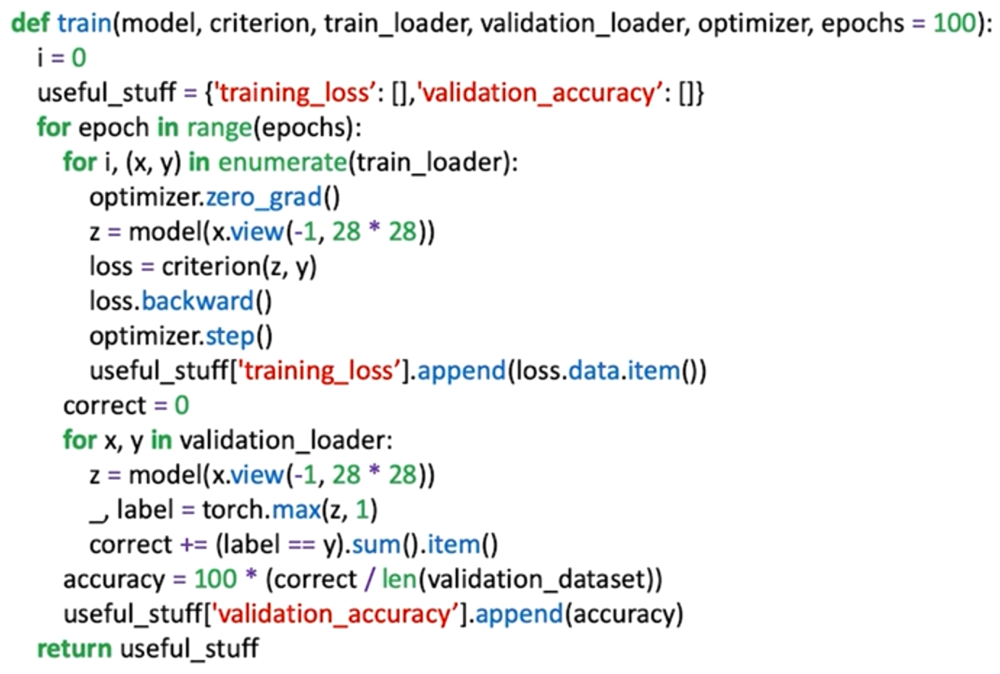 def train(model, criterion, train_loader, validation_loader, optimizer, epochs = 100):
i = 0
useful_stuff = {'training_loss’: [],'validation_accuracy’: []}
for epoch in range(epochs):
for i, (x, y) in enumerate(train_loader):
optimizer.zero_grad()
z = model(x.view(-1, 28 * 28))
loss = criterion(z, y)
loss.backward()
optimizer.step()
useful_stuff['training_loss’].append(loss.data.item())
correct = 0
for x, y in validation_loader:
z = model(x.view(-1, 28 * 28))
_, label = torch.max(z, 1)
correct += (label == y).sum().item()
accuracy = 100 * (correct / len(validation_dataset))
useful_stuff['validation_accuracy’].append(accuracy)
return useful_stuff